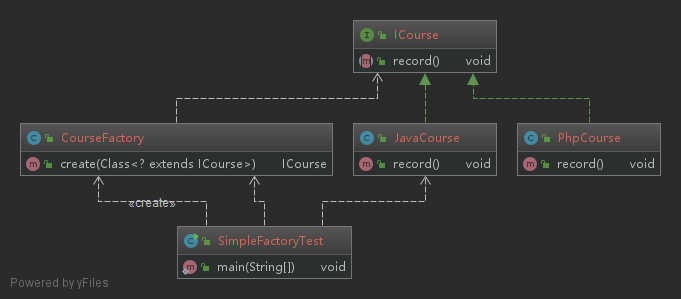 ICourse
record() void
CourseFactory
create(Class<? extends ICourse>) ICourse
JavaCourse
record() void
PhpCourse
record() void
«create»
SimpleFactoryTest
main(String[]) void
Powered by yFiles